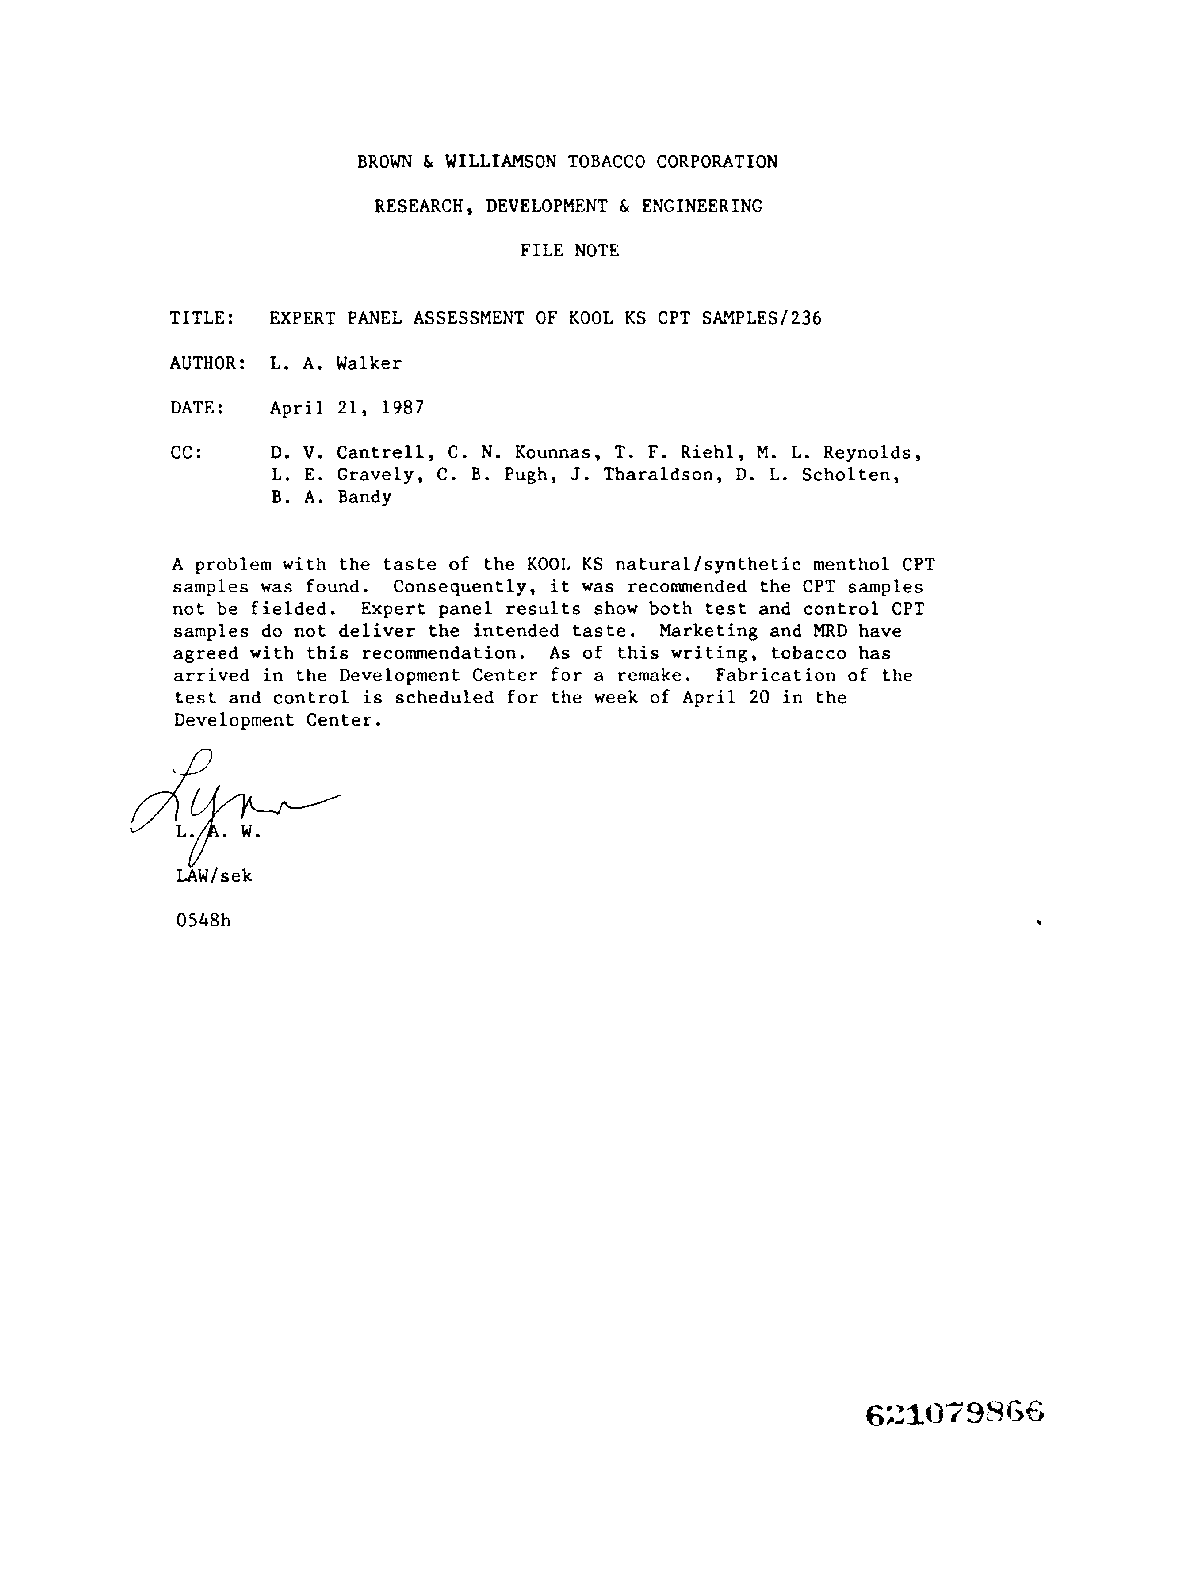 BROWN & WILLIAMSON TOBACCO CORPORATION
RESEARCH, DEVELOPMENT & ENGINEERING
FILE NOTE
TITLE: EXPERT PANEL ASSESSMENT OF KOOL KS CPT SAMPLES/236
AUTHOR: L. A. Walker
DATE: April 21, 1987
CC: D. V. Cantrell, C. N. Kounnas, T. F. Riehl, M. L. Reynolds,
L. E. Gravely, C. B. Pugh, J. Tharaldson, D. L. Scholten,
B. A. Bandy
A problem with the taste of the KOOL KS natural/synthetic menthol CPT
samples was found. Consequently, it was recommended the CPT samples
not be fielded. Expert panel results show both test and control CPT
samples do not deliver the intended taste. Marketing and MRD have
agreed with this recommendation. As of this writing, tobacco has
arrived in the Development Center for a remake. Fabrication of the
test and control is scheduled for the week of April 20 in the
Development Center.
Lynn
L. A. W.
LAW/sek
0548h
621079866